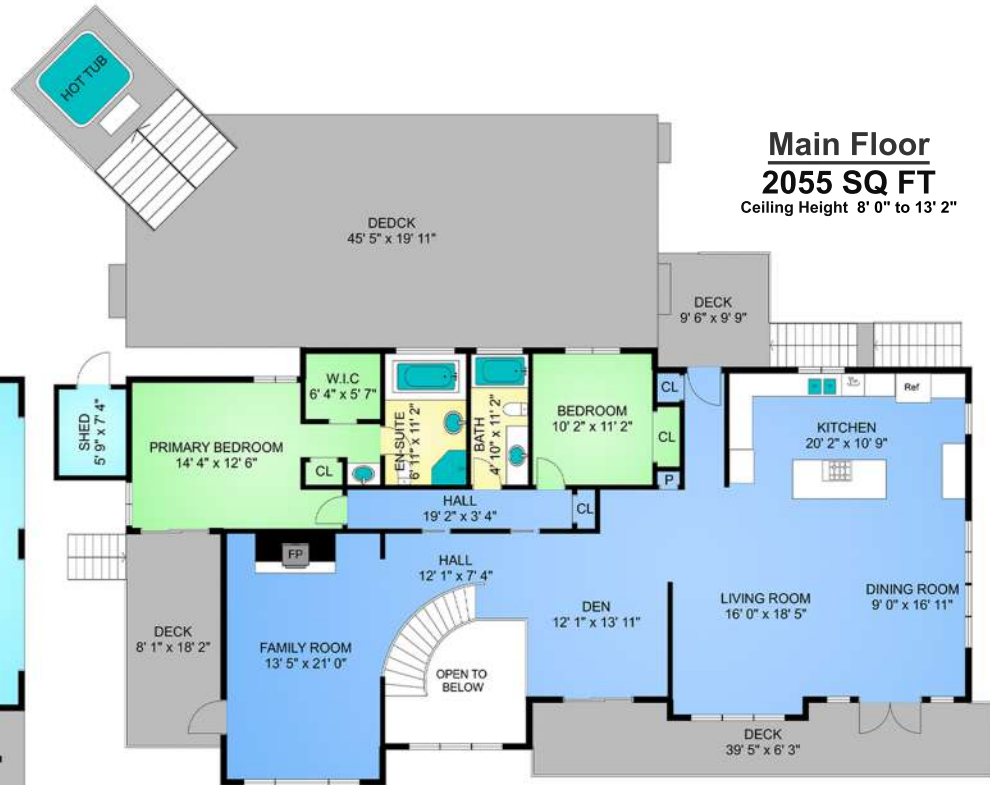 HOT TUB
Main Floor
2055 SQ FT
Ceiling Height 8' 0" to 13' 2"
DEDCK
45' 5" x 19' 11"
DECK
9' 6" x 9' 9"
SHED
5' 9" x 7' 4"
W.I.C
6' 4" x 5' 7"
PRIMARY BEDROOM
14' 4" x 12' 6"
CL
EN-SUITE
6' 11" x 11' 2"
BATH
4' 10" x 11' 2"
BEDROOM
10' 2" x 11' 2"
CL
CL
P
CL
Ref
KITCHEN
20' 2" x 10' 9"
HALL
19' 2" x 3' 4"
FP
HALL
12' 1" x 7' 4"
DECK
8' 1" x 18' 2"
FAMILY ROOM
13' 5" x 21' 0"
OPEN TO
BELOW
DEN
12' 1" x 13' 11"
LIVING ROOM
16' 0" x 18' 5"
DINING ROOM
9' 0" x 16' 11"
DECK
39' 5" x 6' 3"